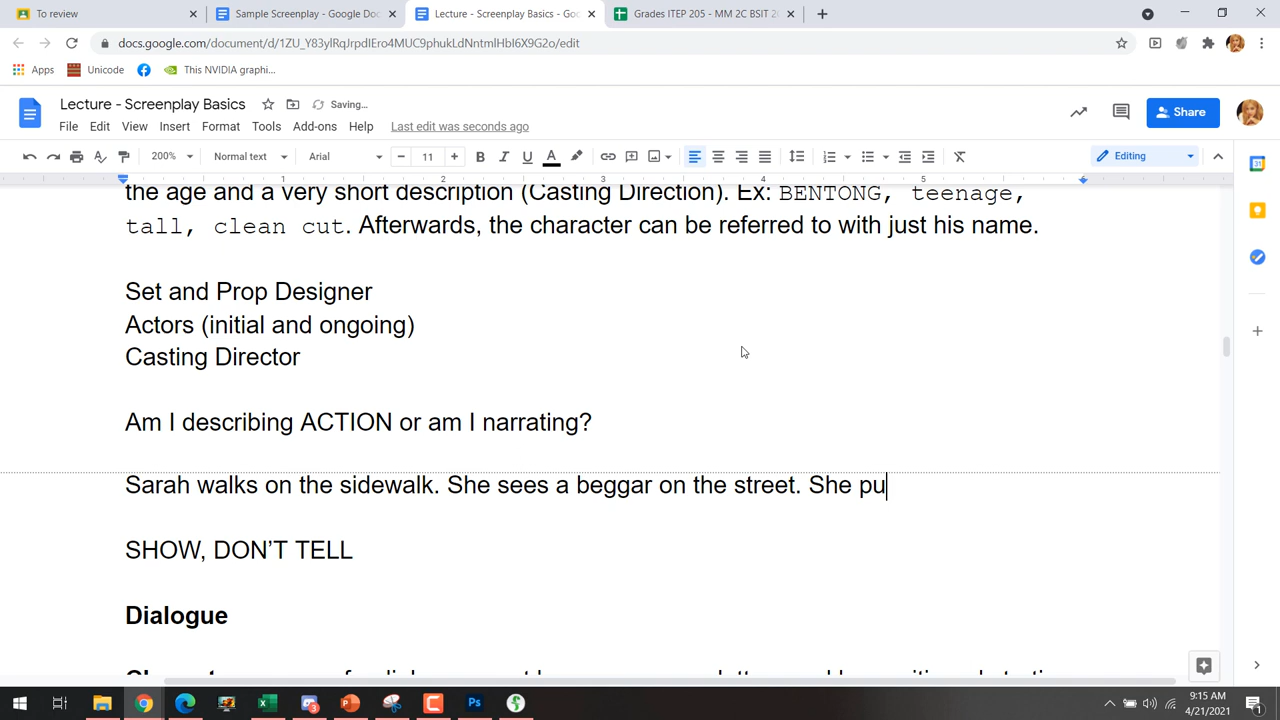 To review
Sample Screenplay - Google Doc
Lecture - Screenplay Basics - Goo
Grades ITEP 205 - MM 2C BSIT 2
docs.google.com/document/d/1ZU_Y83ylRqJrpdIEro4MUC9phukLdNntmlHbI6X9G2o/edit
Apps
Unicode
This NVIDIA graphi...
Lecture - Screenplay Basics
Saving...
Share
File Edit View Insert Format Tools Add-ons Help Last edit was seconds ago
200% Normal text Arial 11 Editing
1 2 3 4 5
the age and a very short description (Casting Direction). Ex: BENTONG, teenage,
tall, clean cut. Afterwards, the character can be referred to with just his name.
Set and Prop Designer
Actors (initial and ongoing)
Casting Director
Am I describing ACTION or am I narrating?
Sarah walks on the sidewalk. She sees a beggar on the street. She pu
SHOW, DON’T TELL
Dialogue
9:15 AM
4/21/2021